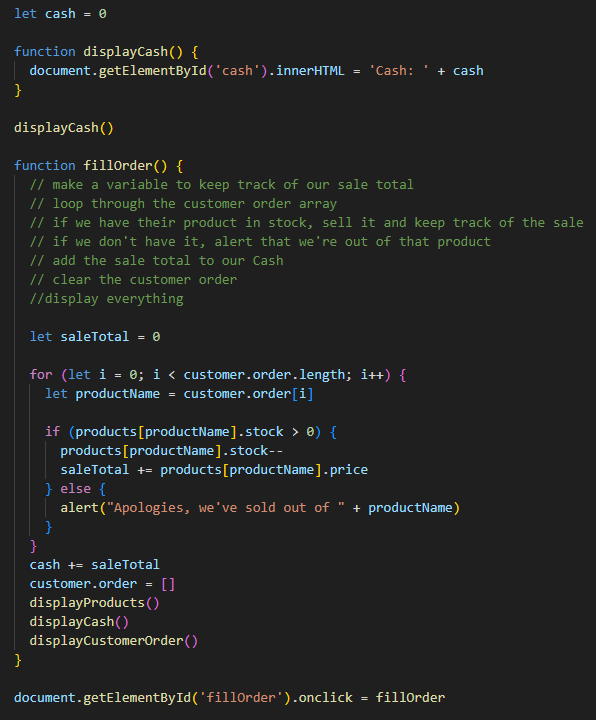 let cash = 0
function displayCash() {
document.getElementById('cash').innerHTML = 'Cash: ' + cash
}
displayCash()
function fillOrder() {
// make a variable to keep track of our sale total
// loop through the customer order array
// if we have their product in stock, sell it and keep track of the sale
// if we don't have it, alert that we're out of that product
// add the sale total to our Cash
// clear the customer order
//display everything
let saleTotal = 0
for (let i = 0; i < customer.order.length; i++) {
let productName = customer.order[i]
if (products[productName].stock > 0) {
products[productName].stock--
saleTotal += products[productName].price
} else {
alert("Apologies, we've sold out of " + productName)
}
}
cash += saleTotal
customer.order = []
displayProducts()
displayCash()
displayCustomerOrder()
}
document.getElementById('fillOrder').onclick = fillOrder